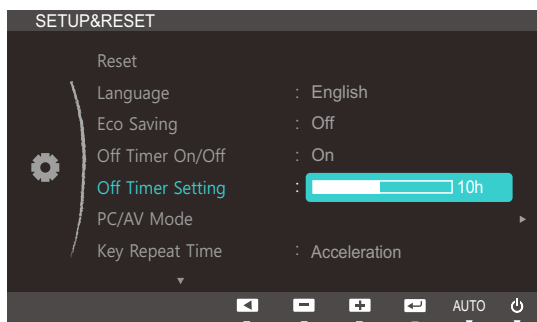 SETUP&RESET
Reset
Language : English
Eco Saving : Off
Off Timer On/Off : On
Off Timer Setting : 10h
PC/AV Mode
Key Repeat Time : Acceleration
AUTO